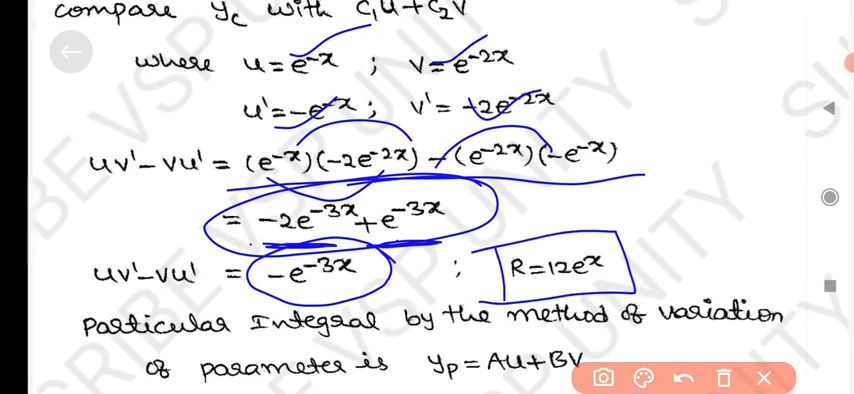 compare yc with C1u+C2V
where u=e^-x ; v=e^-2x
u'=-e^-x ; v'=-2e^-2x
uv'-vu' = (e^-x)(-2e^-2x) - (e^-2x)(-e^-x)
= -2e^-3x + e^-3x
uv'-vu' = -e^-3x ; R=12e^x
Particular Integral by the method of variation
of parameter is yp = Au+BV